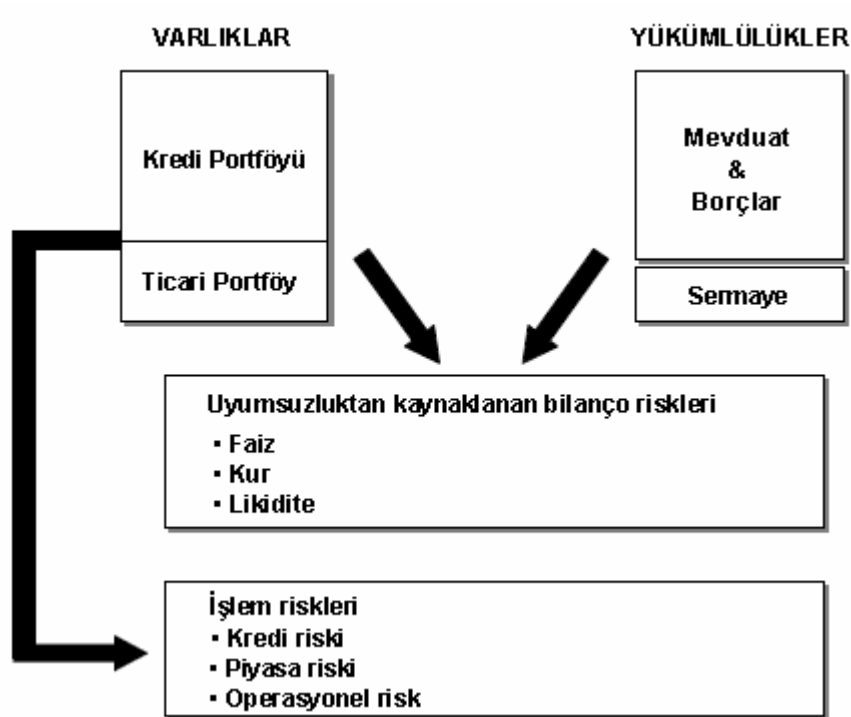 VARLIKLAR
YÜKÜMLÜLÜKLER
Kredi Portföyü
Ticari Portföy
Mevduat
&
Borçlar
Sermaye
Uyumsuzluktan kaynaklanan bilanço riskleri
▪ Faiz
▪ Kur
▪ Likidite
İşlem riskleri
▪ Kredi riski
▪ Piyasa riski
▪ Operasyonel risk